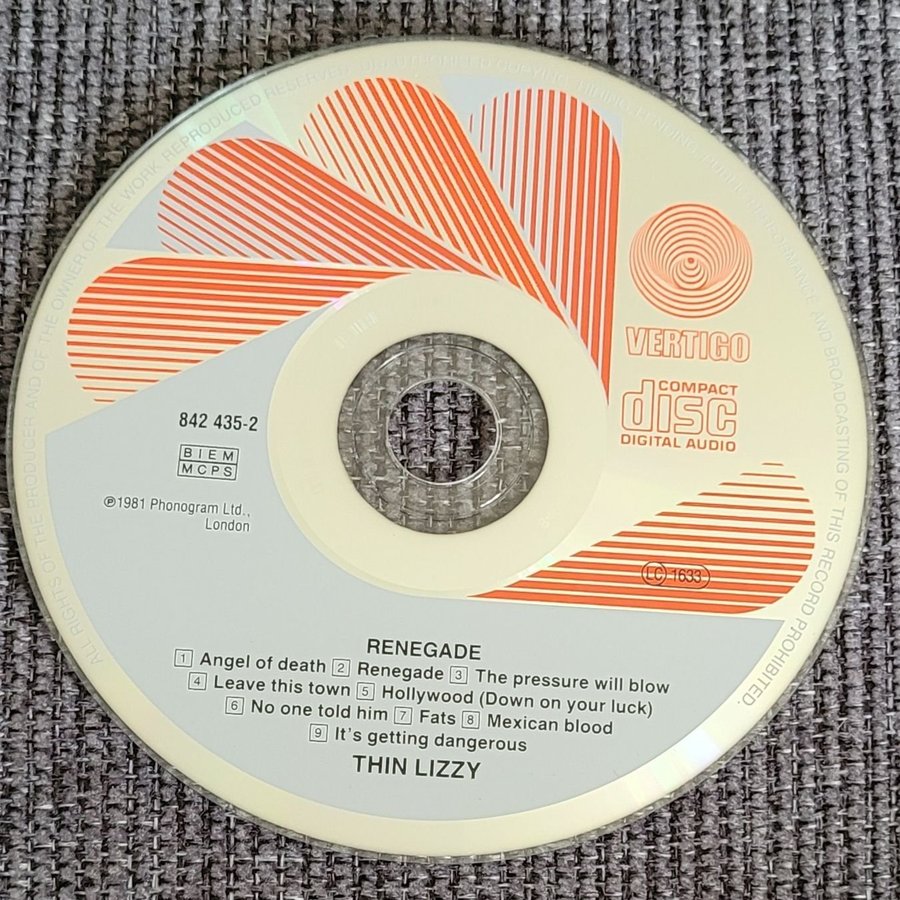 ALL RIGHTS OF THE PRODUCER AND OF THE OWNER OF THE WORK REPRODUCED RESERVED. UNAUTHORISED COPYING, HIRING, LENDING, PUBLIC PERFORMANCE AND BROADCASTING OF THIS RECORD PROHIBITED.
VERTIGO
COMPACT
disc
DIGITAL AUDIO
842 435-2
BIEM
MCPS
℗1981 Phonogram Ltd.,
London
LC 1633
RENEGADE
1 Angel of death 2 Renegade 3 The pressure will blow
4 Leave this town 5 Hollywood (Down on your luck)
6 No one told him 7 Fats 8 Mexican blood
9 It's getting dangerous
THIN LIZZY